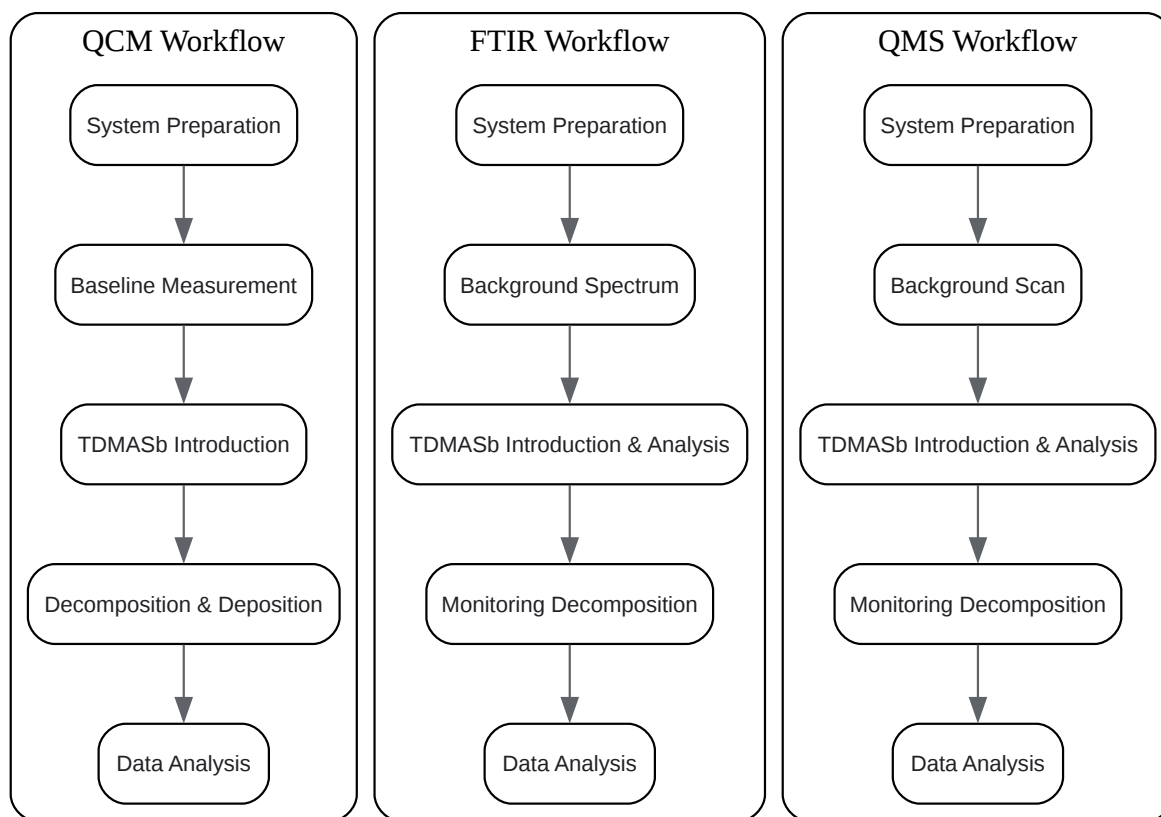 QCM Workflow
System Preparation
Baseline Measurement
TDMASb Introduction
Decomposition & Deposition
Data Analysis
FTIR Workflow
System Preparation
Background Spectrum
TDMASb Introduction & Analysis
Monitoring Decomposition
Data Analysis
QMS Workflow
System Preparation
Background Scan
TDMASb Introduction & Analysis
Monitoring Decomposition
Data Analysis